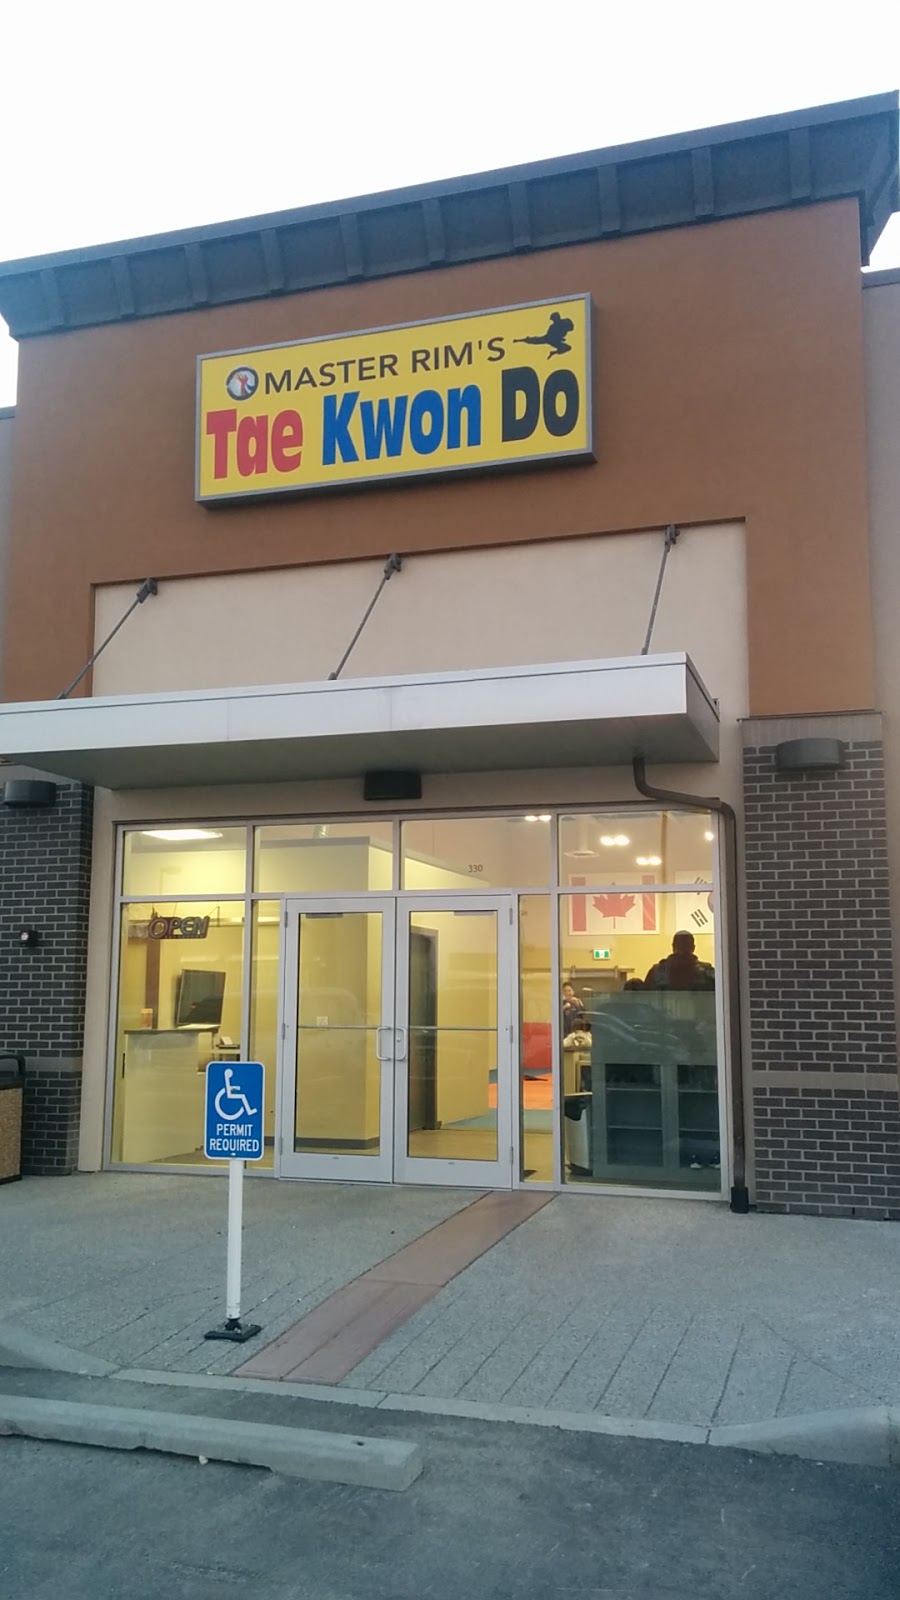 MASTER RIM'S
Tae Kwon Do
330
OPEN
PERMIT
REQUIRED